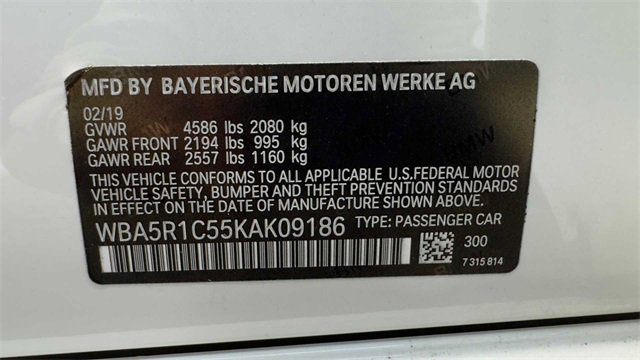 MFD BY BAYERISCHE MOTOREN WERKE AG
02/19
GVWR 4586 lbs 2080 kg
GAWR FRONT 2194 lbs 995 kg
GAWR REAR 2557 lbs 1160 kg
THIS VEHICLE CONFORMS TO ALL APPLICABLE U.S.FEDERAL MOTOR
VEHICLE SAFETY, BUMPER AND THEFT PREVENTION STANDARDS
IN EFFECT ON THE DATE OF MANUFACTURE SHOWN ABOVE.
WBA5R1C55KAK09186 TYPE: PASSENGER CAR
300
7 315 814